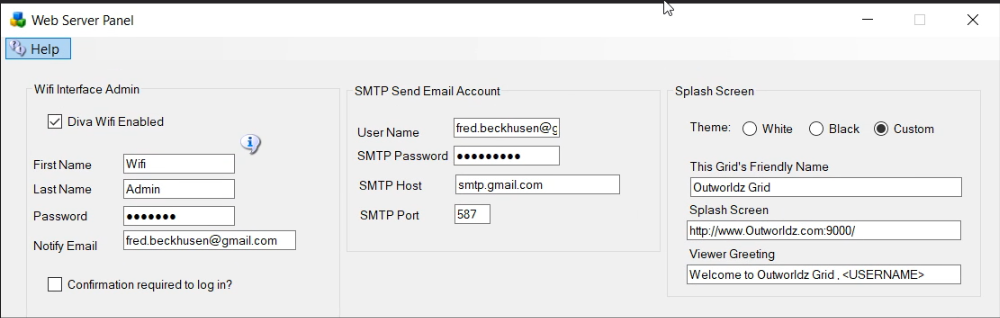 Web Server Panel
Help
Wifi Interface Admin
Diva Wifi Enabled
First Name Wifi
Last Name Admin
Password •••••••
Notify Email fred.beckhusen@gmail.com
Confirmation required to log in?
SMTP Send Email Account
User Name fred.beckhusen@g
SMTP Password •••••••••
SMTP Host smtp.gmail.com
SMTP Port 587
Splash Screen
Theme: White Black Custom
This Grid's Friendly Name
Outworldz Grid
Splash Screen
http://www.Outworldz.com:9000/
Viewer Greeting
Welcome to Outworldz Grid , <USERNAME>